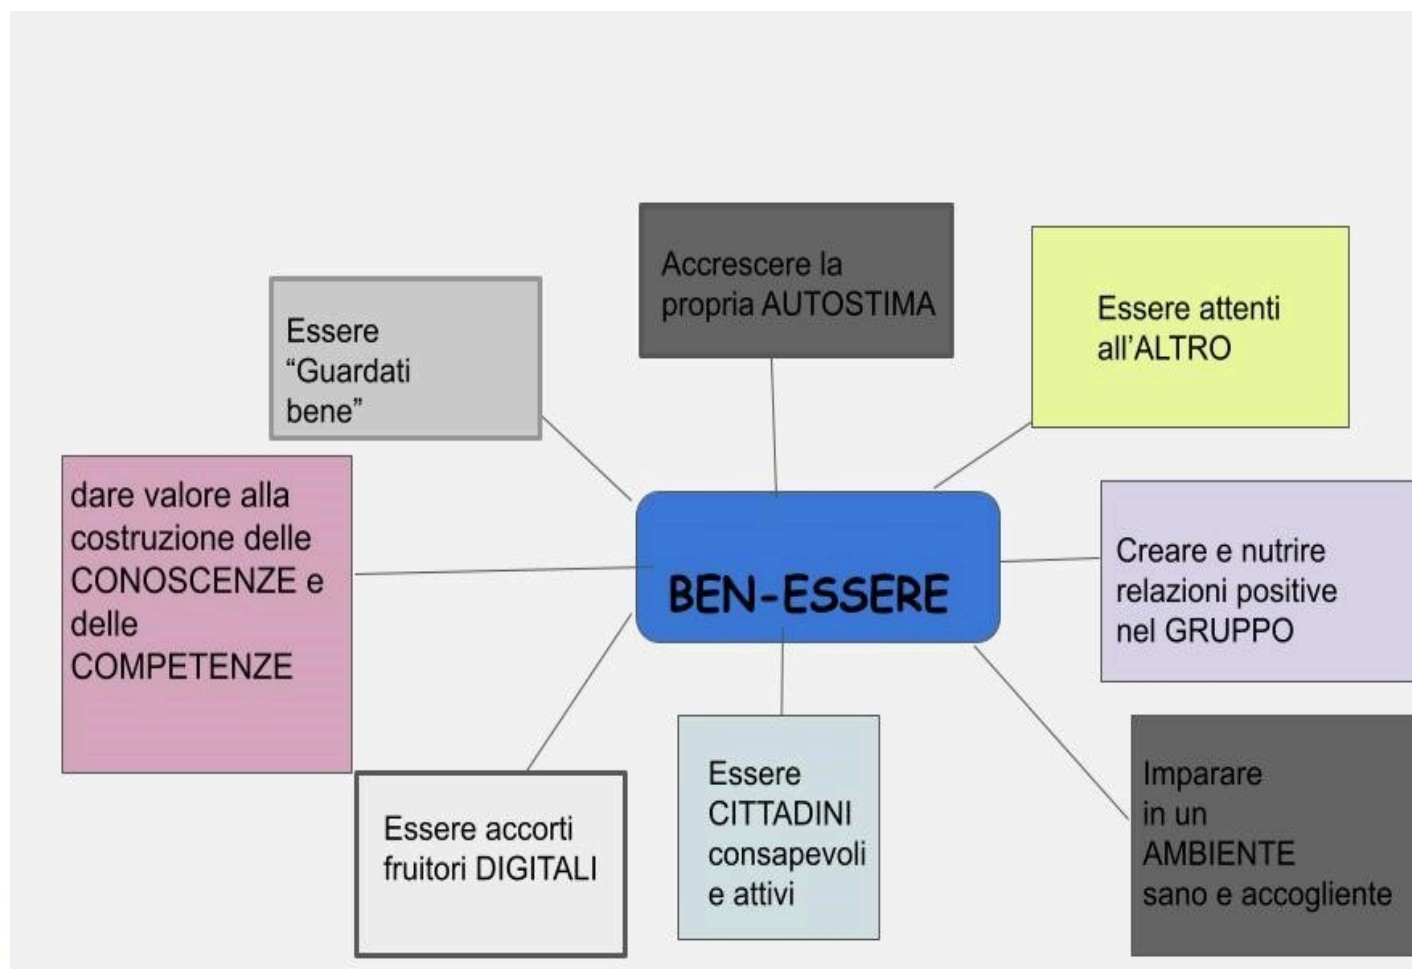 Accrescere la
propria AUTOSTIMA
Essere attenti
all’ALTRO
Essere
“Guardati
bene”
dare valore alla
costruzione delle
CONOSCENZE e
delle
COMPETENZE
BEN-ESSERE
Creare e nutrire
relazioni positive
nel GRUPPO
Essere accorti
fruitori DIGITALI
Essere
CITTADINI
consapevoli
e attivi
Imparare
in un
AMBIENTE
sano e accogliente